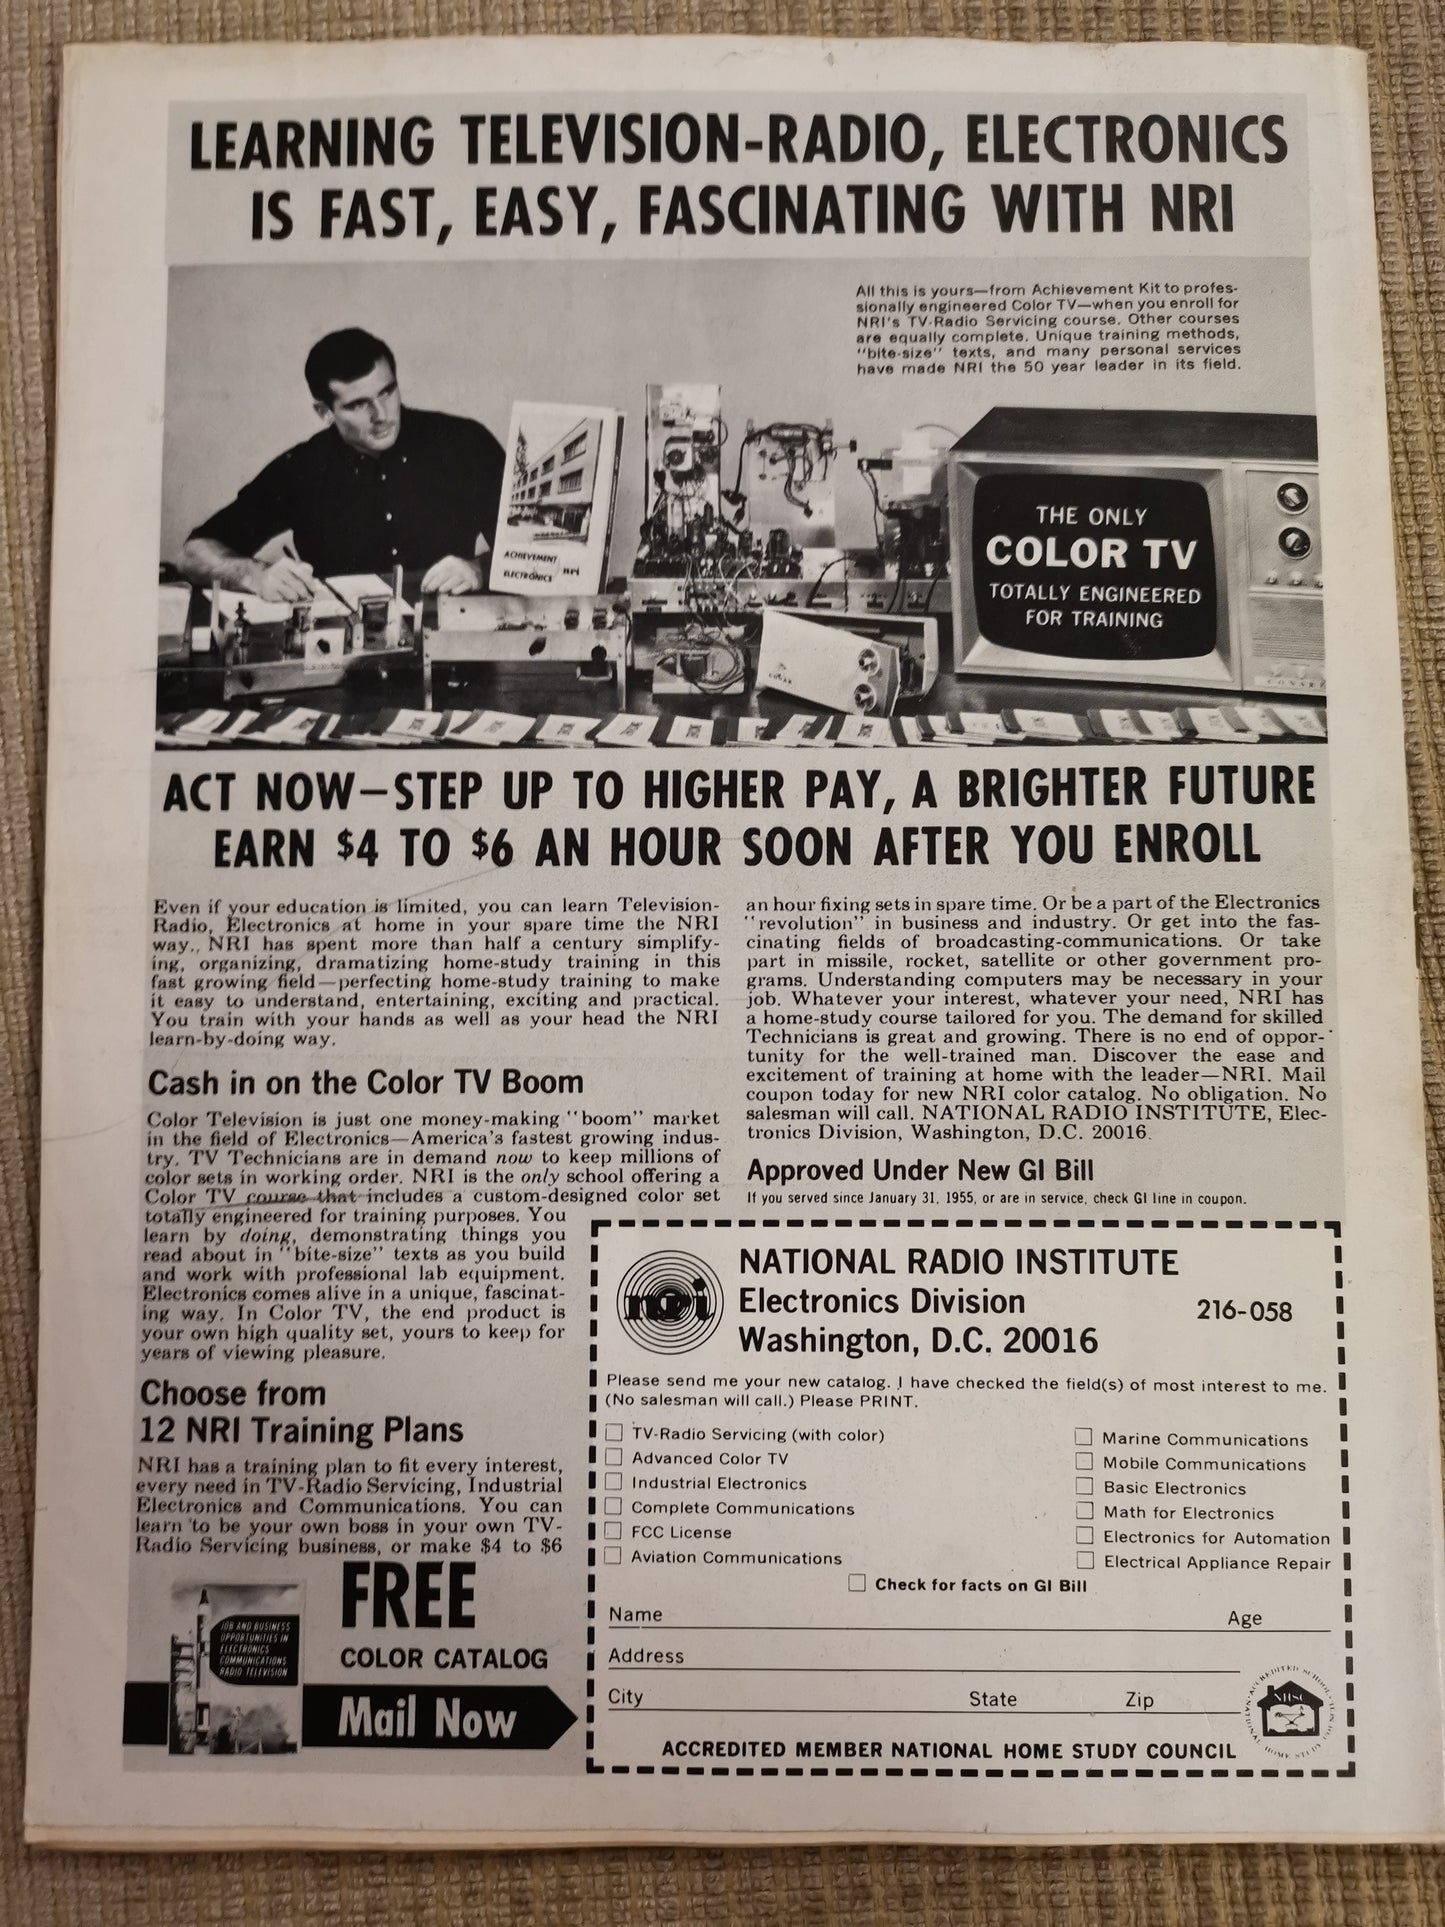 LEARNING TELEVISION-RADIO, ELECTRONICS
IS FAST, EASY, FASCINATING WITH NRI
All this is yours—from Achievement Kit to profes-
sionally engineered Color TV—when you enroll for
NRI's TV-Radio Servicing course. Other courses
are equally complete. Unique training methods,
"bite-size" texts, and many personal services
have made NRI the 50 year leader in its field.
ACHIEVEMENT
ELECTRONICS nri
THE ONLY
COLOR TV
TOTALLY ENGINEERED
FOR TRAINING
CONAR
CONAR
ACT NOW—STEP UP TO HIGHER PAY, A BRIGHTER FUTURE
EARN $4 TO $6 AN HOUR SOON AFTER YOU ENROLL
Even if your education is limited, you can learn Television-
Radio, Electronics at home in your spare time the NRI
way. NRI has spent more than half a century simplify-
ing, organizing, dramatizing home-study training in this
fast growing field—perfecting home-study training to make
it easy to understand, entertaining, exciting and practical.
You train with your hands as well as your head the NRI
learn-by-doing way.
Cash in on the Color TV Boom
Color Television is just one money-making "boom" market
in the field of Electronics—America's fastest growing indus-
try. TV Technicians are in demand now to keep millions of
color sets in working order. NRI is the only school offering a
Color TV course that includes a custom-designed color set
totally engineered for training purposes. You
learn by doing, demonstrating things you
read about in "bite-size" texts as you build
and work with professional lab equipment.
Electronics comes alive in a unique, fascinat-
ing way. In Color TV, the end product is
your own high quality set, yours to keep for
years of viewing pleasure.
Choose from
12 NRI Training Plans
NRI has a training plan to fit every interest,
every need in TV-Radio Servicing, Industrial
Electronics and Communications. You can
learn to be your own boss in your own TV-
Radio Servicing business, or make $4 to $6
an hour fixing sets in spare time. Or be a part of the Electronics
"revolution" in business and industry. Or get into the fas-
cinating fields of broadcasting-communications. Or take
part in missile, rocket, satellite or other government pro-
grams. Understanding computers may be necessary in your
job. Whatever your interest, whatever your need, NRI has
a home-study course tailored for you. The demand for skilled
Technicians is great and growing. There is no end of oppor-
tunity for the well-trained man. Discover the ease and
excitement of training at home with the leader—NRI. Mail
coupon today for new NRI color catalog. No obligation. No
salesman will call. NATIONAL RADIO INSTITUTE, Elec-
tronics Division, Washington, D.C. 20016.
Approved Under New GI Bill
If you served since January 31, 1955, or are in service, check GI line in coupon.
JOB AND BUSINESS
OPPORTUNITIES IN
ELECTRONICS
COMMUNICATIONS
RADIO TELEVISION
FREE
COLOR CATALOG
Mail Now
nri
NATIONAL RADIO INSTITUTE
Electronics Division 216-058
Washington, D.C. 20016
Please send me your new catalog. I have checked the field(s) of most interest to me.
(No salesman will call.) Please PRINT.
TV-Radio Servicing (with color)
Advanced Color TV
Industrial Electronics
Complete Communications
FCC License
Aviation Communications
Marine Communications
Mobile Communications
Basic Electronics
Math for Electronics
Electronics for Automation
Electrical Appliance Repair
Check for facts on GI Bill
Name Age
Address
City State Zip
ACCREDITED MEMBER NATIONAL HOME STUDY COUNCIL
ACCREDITED SCHOOL
NATIONAL HOME STUDY COUNCIL
NHSC